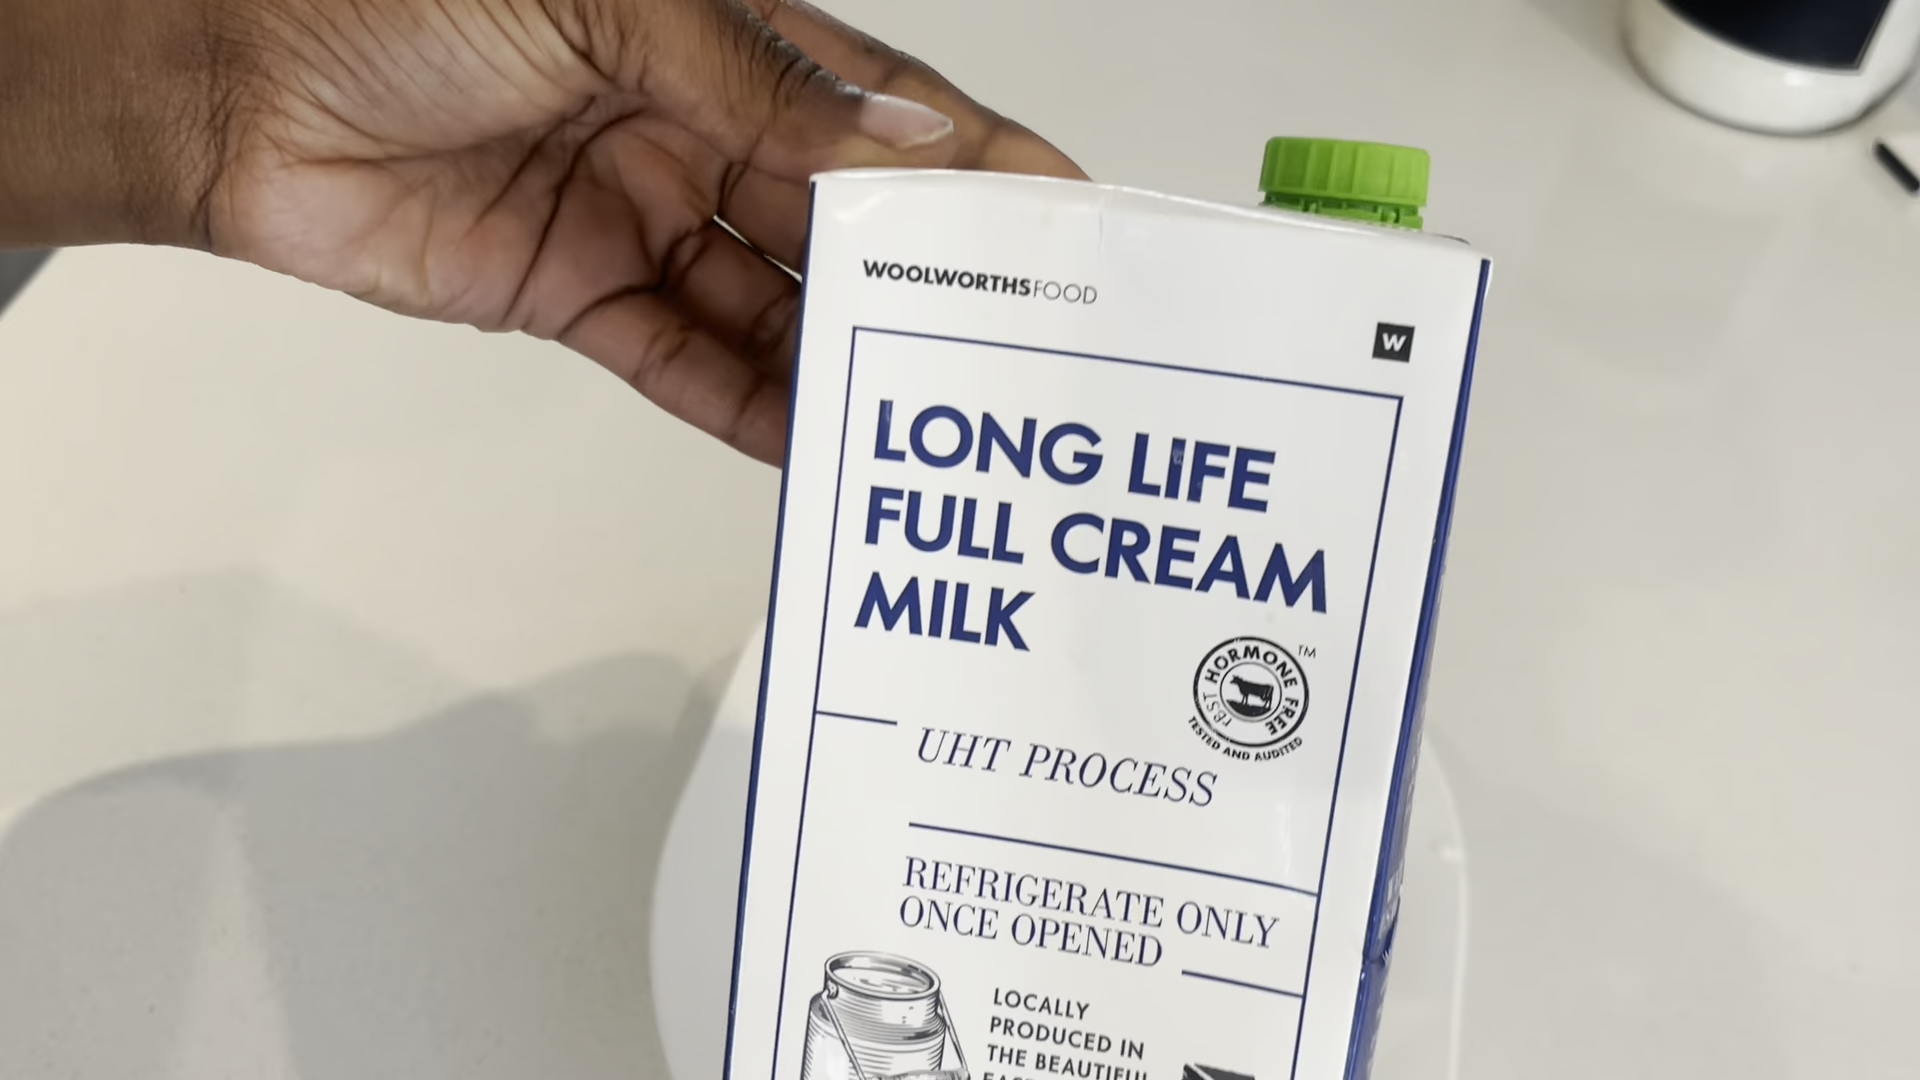 WOOLWORTHSFOOD
W
LONG LIFE
FULL CREAM
MILK
rBST HORMONE FREE
TM
TESTED AND AUDITED
UHT PROCESS
REFRIGERATE ONLY
ONCE OPENED
LOCALLY
PRODUCED IN
THE BEAUTIFUL